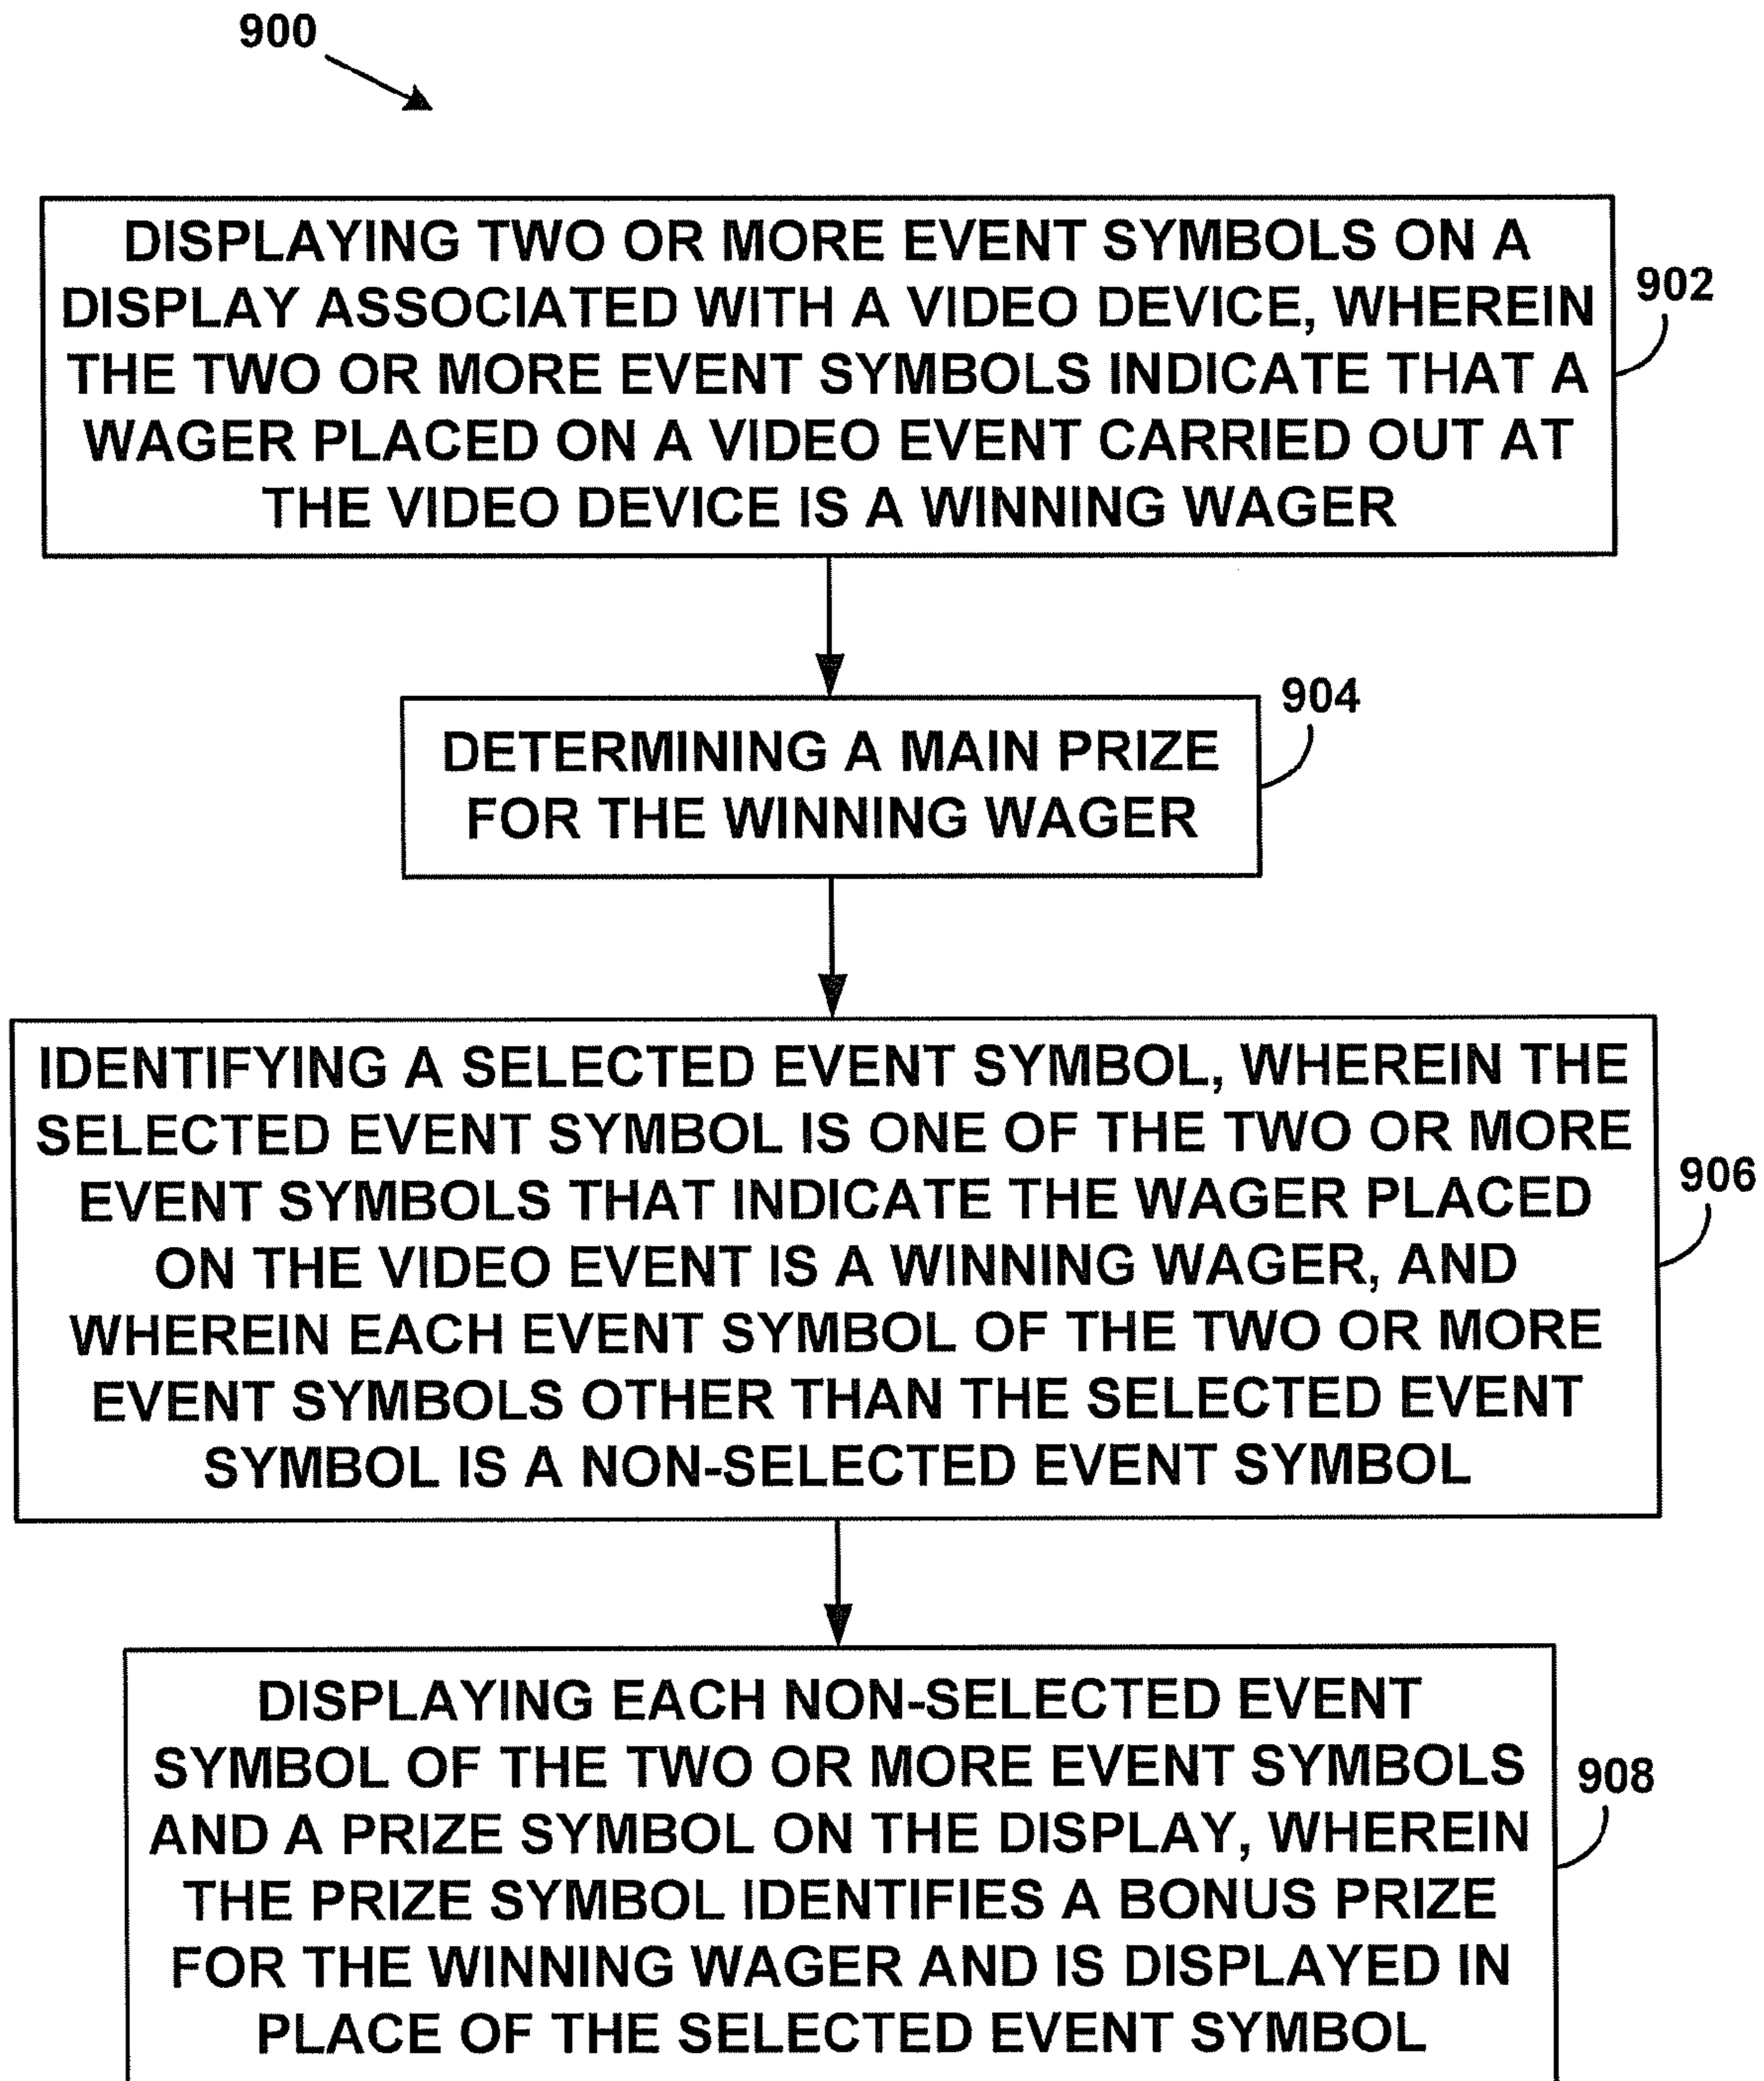 900
DISPLAYING TWO OR MORE EVENT SYMBOLS ON A
DISPLAY ASSOCIATED WITH A VIDEO DEVICE, WHEREIN
THE TWO OR MORE EVENT SYMBOLS INDICATE THAT A
WAGER PLACED ON A VIDEO EVENT CARRIED OUT AT
THE VIDEO DEVICE IS A WINNING WAGER
902
DETERMINING A MAIN PRIZE
FOR THE WINNING WAGER
904
IDENTIFYING A SELECTED EVENT SYMBOL, WHEREIN THE
SELECTED EVENT SYMBOL IS ONE OF THE TWO OR MORE
EVENT SYMBOLS THAT INDICATE THE WAGER PLACED
ON THE VIDEO EVENT IS A WINNING WAGER, AND
WHEREIN EACH EVENT SYMBOL OF THE TWO OR MORE
EVENT SYMBOLS OTHER THAN THE SELECTED EVENT
SYMBOL IS A NON-SELECTED EVENT SYMBOL
906
DISPLAYING EACH NON-SELECTED EVENT
SYMBOL OF THE TWO OR MORE EVENT SYMBOLS
AND A PRIZE SYMBOL ON THE DISPLAY, WHEREIN
THE PRIZE SYMBOL IDENTIFIES A BONUS PRIZE
FOR THE WINNING WAGER AND IS DISPLAYED IN
PLACE OF THE SELECTED EVENT SYMBOL
908